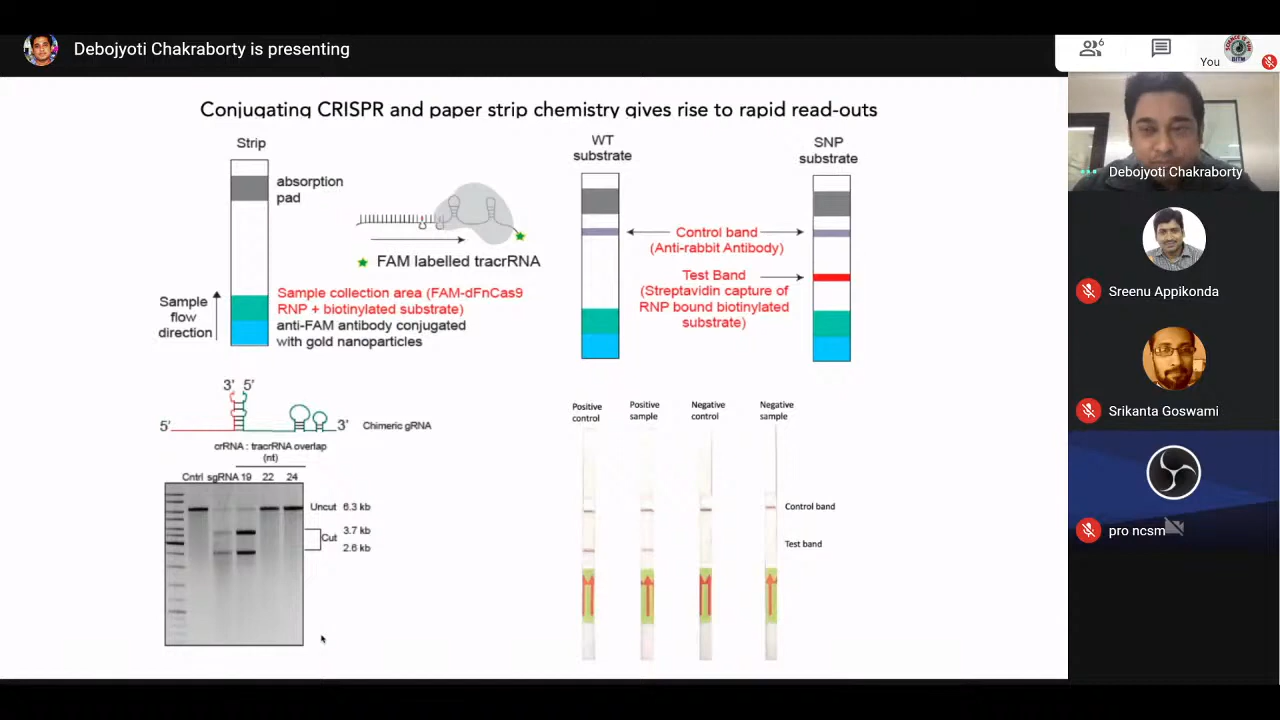 Debojyoti Chakraborty is presenting
6
You
Conjugating CRISPR and paper strip chemistry gives rise to rapid read-outs
Strip
absorption
pad
FAM labelled tracrRNA
Sample
flow
direction
Sample collection area (FAM-dFnCas9
RNP + biotinylated substrate)
anti-FAM antibody conjugated
with gold nanoparticles
WT
substrate
SNP
substrate
Control band
(Anti-rabbit Antibody)
Test Band
(Streptavidin capture of
RNP bound biotinylated
substrate)
3' 5'
5'
3'
Chimeric gRNA
crRNA : tracrRNA overlap
(nt)
Cntrl sgRNA 19 22 24
Uncut 6.3 kb
3.7 kb
Cut
2.6 kb
Positive
control
Positive
sample
Negative
control
Negative
sample
Control band
Test band
Debojyoti Chakraborty
Sreenu Appikonda
Srikanta Goswami
pro ncsm